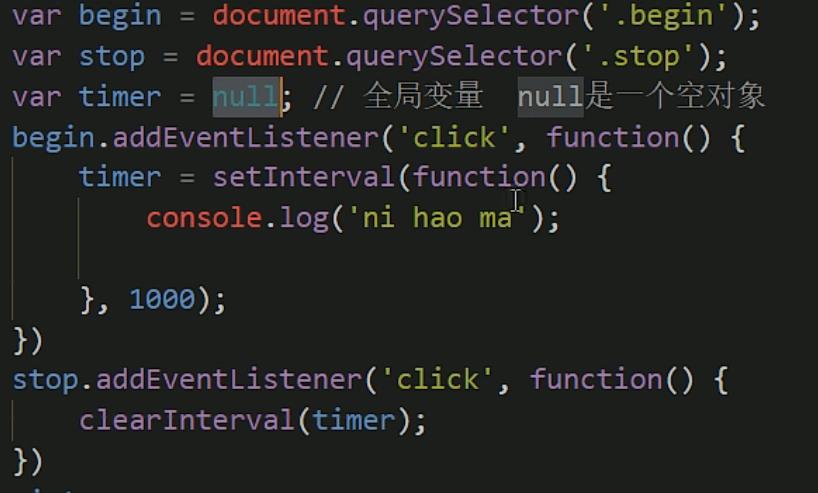 var begin = document.querySelector('.begin');
var stop = document.querySelector('.stop');
var timer = null; // 全局变量  null是一个空对象
begin.addEventListener('click', function() {
    timer = setInterval(function() {
        console.log('ni hao ma');

    }, 1000);
})
stop.addEventListener('click', function() {
    clearInterval(timer);
})